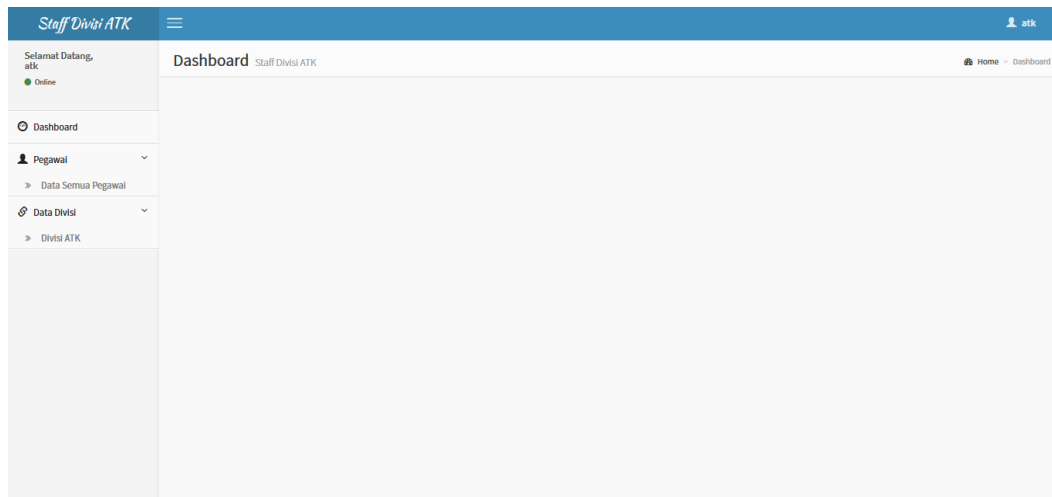 Staff Divisi ATK
atk
Selamat Datang,
atk
Online
Dashboard Staff Divisi ATK
Home > Dashboard
Dashboard
Pegawai
Data Semua Pegawai
Data Divisi
Divisi ATK